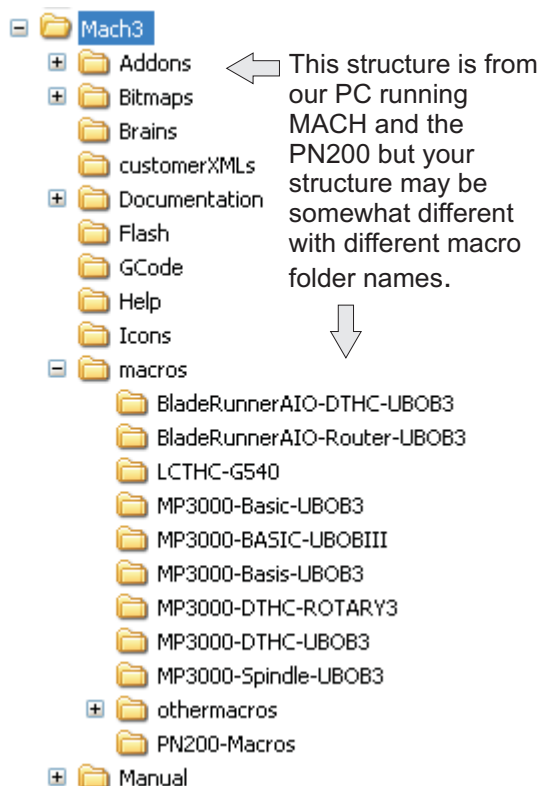 Mach3
Addons
Bitmaps
Brains
customerXMLs
Documentation
Flash
GCode
Help
Icons
macros
BladeRunnerAIO-DTHC-UBOB3
BladeRunnerAIO-Router-UBOB3
LCTHC-G540
MP3000-Basic-UBOB3
MP3000-BASIC-UBOBIII
MP3000-Basis-UBOB3
MP3000-DTHC-ROTARY3
MP3000-DTHC-UBOB3
MP3000-Spindle-UBOB3
othermacros
PN200-Macros
Manual
This structure is from
our PC running
MACH and the
PN200 but your
structure may be
somewhat different
with different macro
folder names.